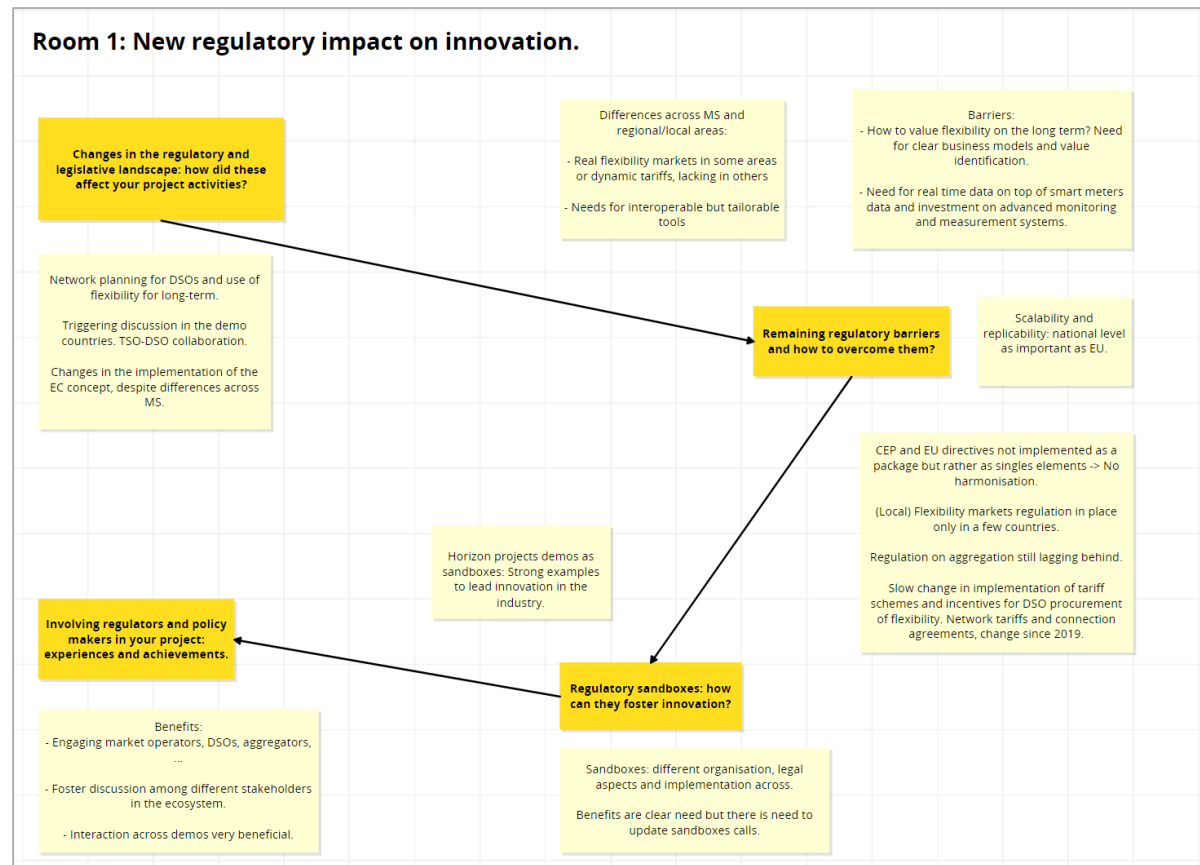 Room 1: New regulatory impact on innovation.
Changes in the regulatory and
legislative landscape: how did these
affect your project activities?
Network planning for DSOs and use of
flexibility for long-term.
Triggering discussion in the demo
countries. TSO-DSO collaboration.
Changes in the implementation of the
EC concept, despite differences across
MS.
Differences across MS and
regional/local areas:
- Real flexibility markets in some areas
or dynamic tariffs, lacking in others
- Needs for interoperable but tailorable
tools
Barriers:
- How to value flexibility on the long term? Need
for clear business models and value
identification.
- Need for real time data on top of smart meters
data and investment on advanced monitoring
and measurement systems.
Remaining regulatory barriers
and how to overcome them?
Scalability and
replicability: national level
as important as EU.
CEP and EU directives not implemented as a
package but rather as singles elements -> No
harmonisation.
(Local) Flexibility markets regulation in place
only in a few countries.
Regulation on aggregation still lagging behind.
Slow change in implementation of tariff
schemes and incentives for DSO procurement
of flexibility. Network tariffs and connection
agreements, change since 2019.
Horizon projects demos as
sandboxes: Strong examples
to lead innovation in the
industry.
Regulatory sandboxes: how
can they foster innovation?
Sandboxes: different organisation, legal
aspects and implementation across.
Benefits are clear need but there is need to
update sandboxes calls.
Involving regulators and policy
makers in your project:
experiences and achievements.
Benefits:
- Engaging market operators, DSOs, aggregators,
...
- Foster discussion among different stakeholders
in the ecosystem.
- Interaction across demos very beneficial.